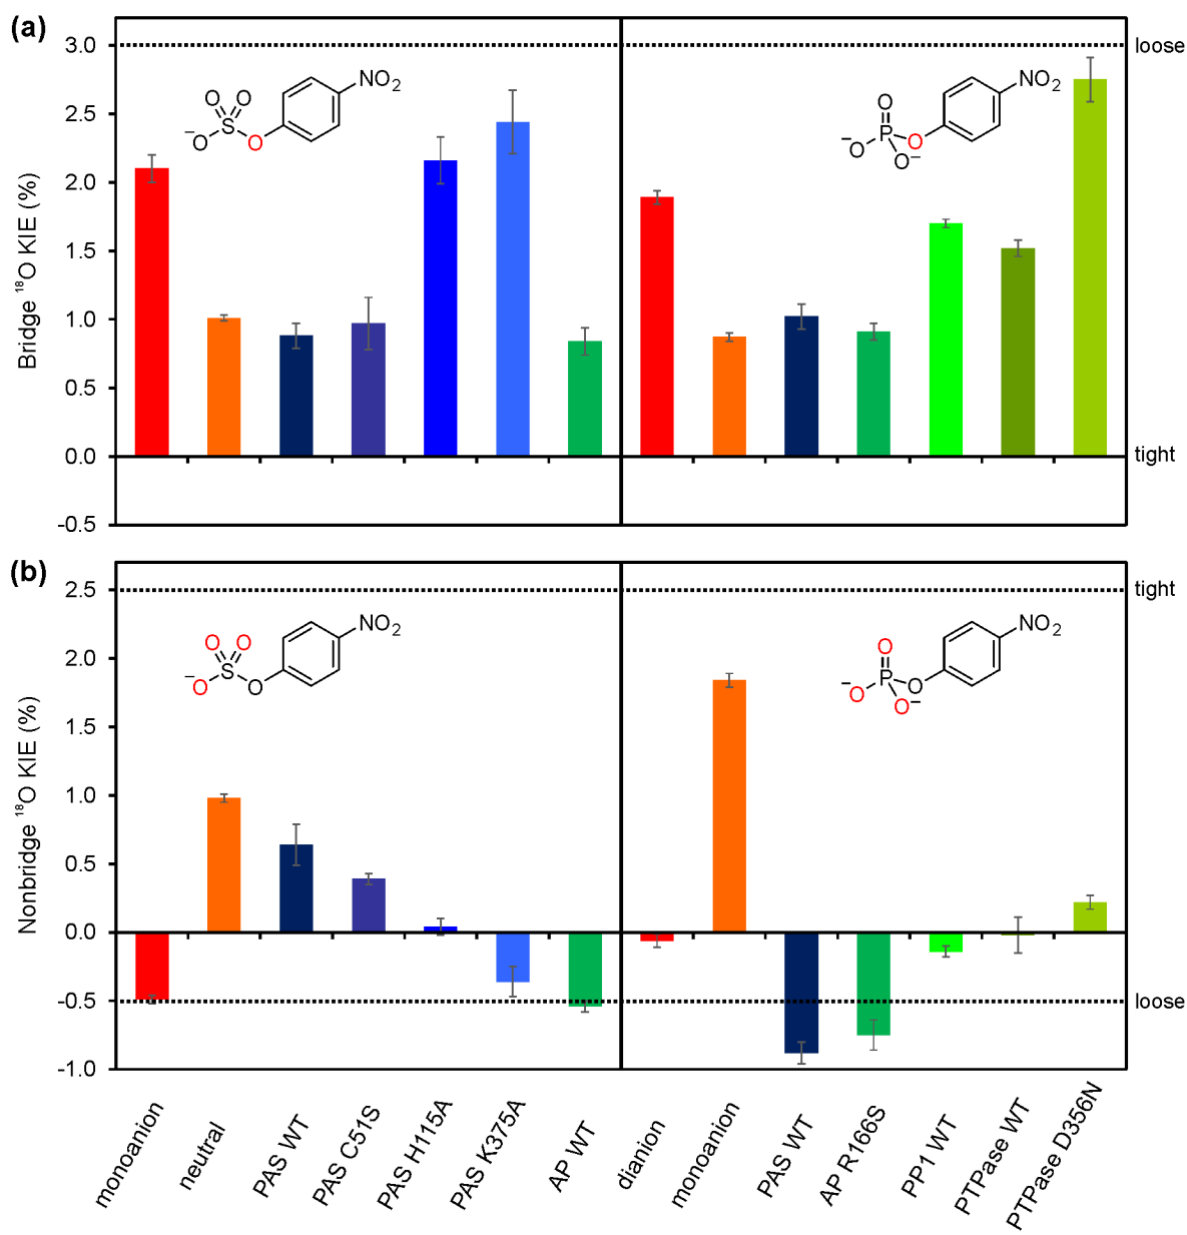 (a)
3.0
2.5
2.0
1.5
1.0
0.5
0.0
-0.5
Bridge ¹⁸O KIE (%)
loose
tight
O O
⁻O S O
NO₂
O
⁻O P O
O⁻
NO₂
(b)
2.5
2.0
1.5
1.0
0.5
0.0
-0.5
-1.0
Nonbridge ¹⁸O KIE (%)
tight
loose
O O
⁻O S O
NO₂
O
⁻O P O
O⁻
NO₂
monoanion
neutral
PAS WT
PAS C51S
PAS H115A
PAS K375A
AP WT
dianion
monoanion
PAS WT
AP R166S
PP1 WT
PTPase WT
PTPase D356N